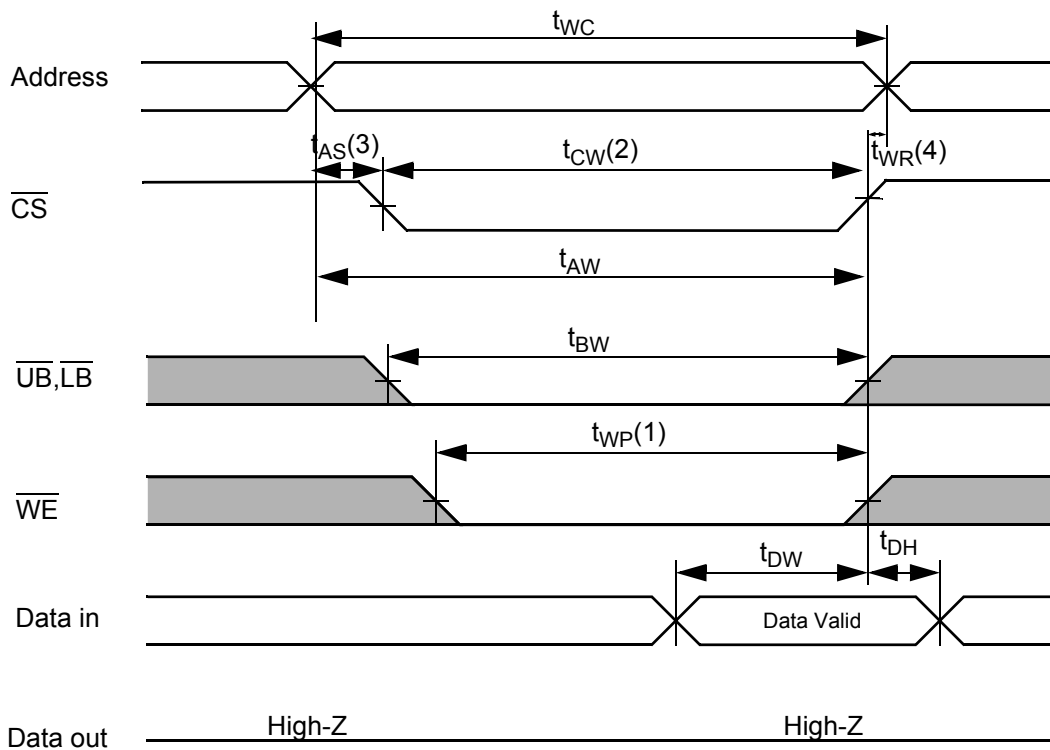 tWC
Address
tAS(3)
tCW(2)
tWR(4)
CS
tAW
UB,LB
tBW
tWP(1)
WE
tDW
tDH
Data in
Data Valid
Data out
High-Z
High-Z